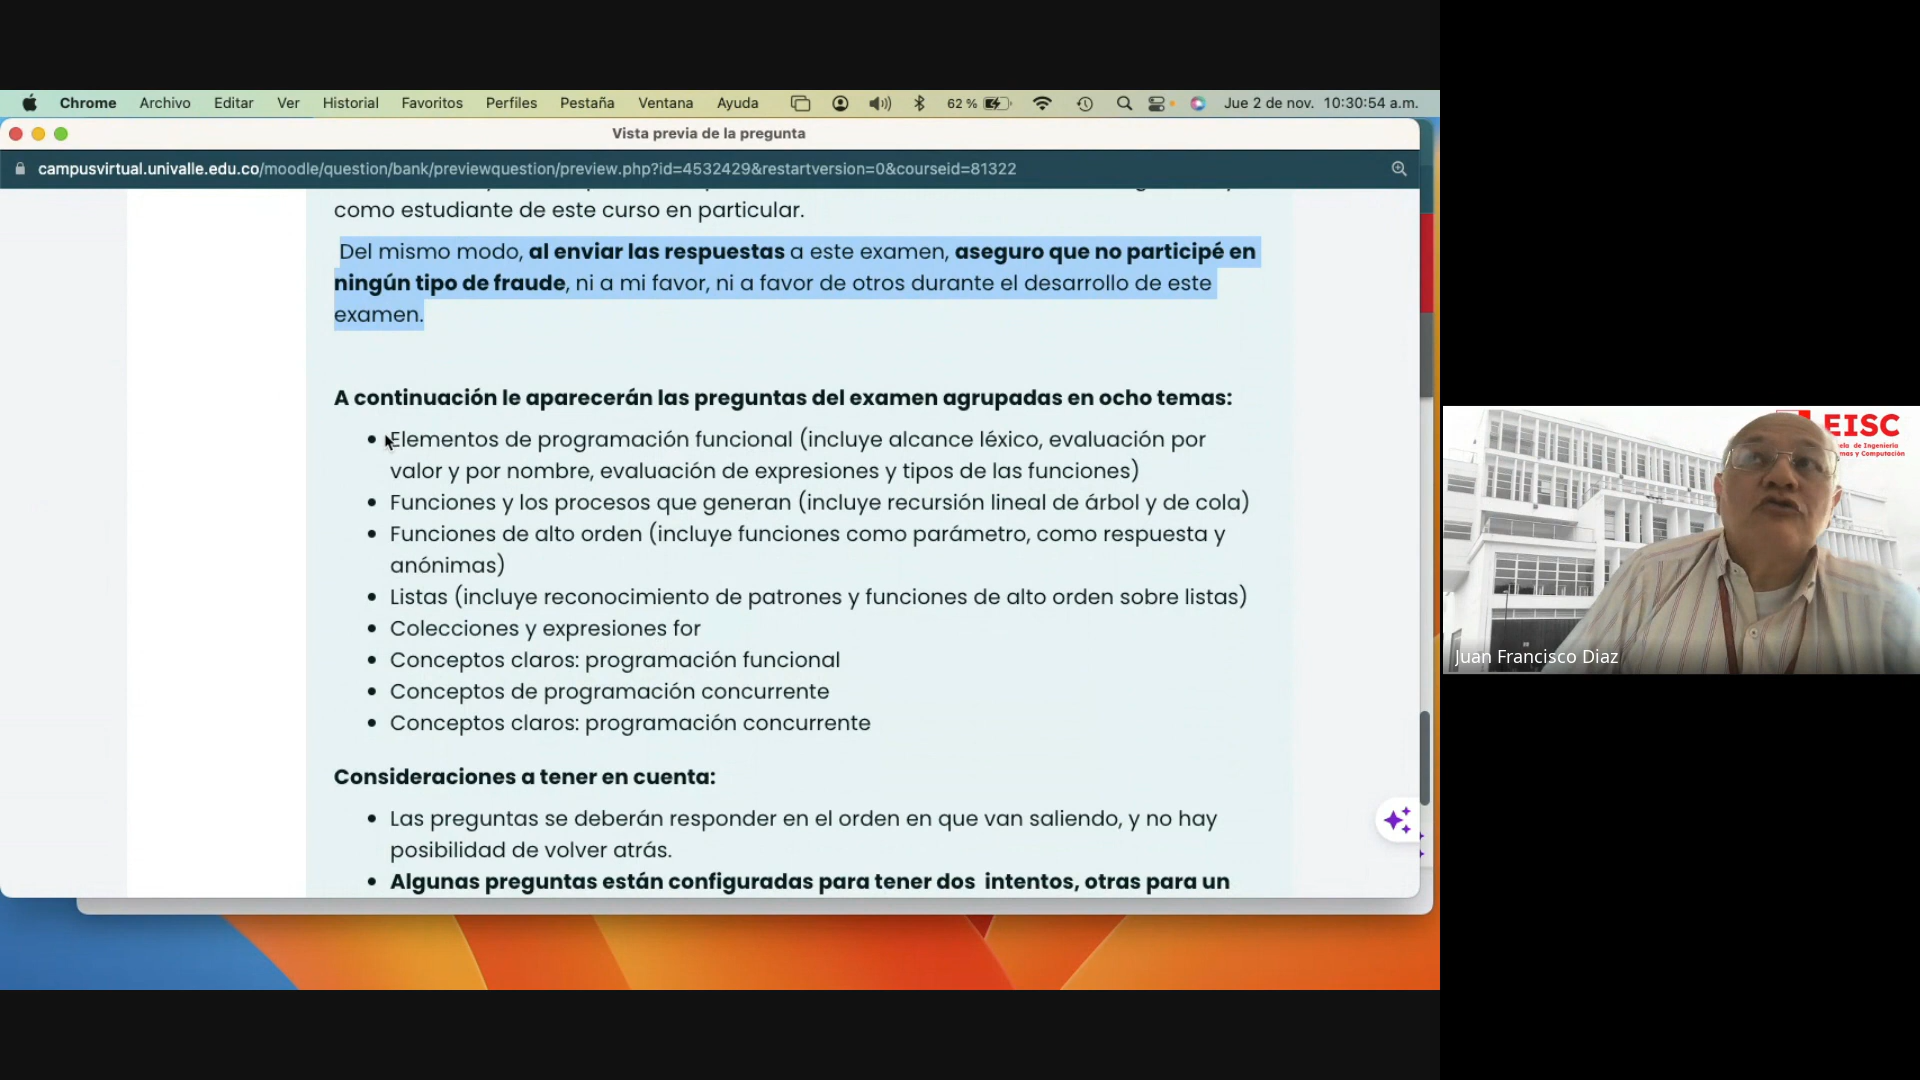 Chrome Archivo Editar Ver Historial Favoritos Perfiles Pestaña Ventana Ayuda 62 % Jue 2 de nov. 10:30:54 a.m.
Vista previa de la pregunta
campusvirtual.univalle.edu.co/moodle/question/bank/previewquestion/preview.php?id=4532429&restartversion=0&courseid=81322
como estudiante de este curso en particular.
Del mismo modo, al enviar las respuestas a este examen, aseguro que no participé en
ningún tipo de fraude, ni a mi favor, ni a favor de otros durante el desarrollo de este
examen.
A continuación le aparecerán las preguntas del examen agrupadas en ocho temas:
• Elementos de programación funcional (incluye alcance léxico, evaluación por
valor y por nombre, evaluación de expresiones y tipos de las funciones)
• Funciones y los procesos que generan (incluye recursión lineal de árbol y de cola)
• Funciones de alto orden (incluye funciones como parámetro, como respuesta y
anónimas)
• Listas (incluye reconocimiento de patrones y funciones de alto orden sobre listas)
• Colecciones y expresiones for
• Conceptos claros: programación funcional
• Conceptos de programación concurrente
• Conceptos claros: programación concurrente
Consideraciones a tener en cuenta:
• Las preguntas se deberán responder en el orden en que van saliendo, y no hay
posibilidad de volver atrás.
• Algunas preguntas están configuradas para tener dos intentos, otras para un
EISC
de Ingeniería
mas y Computación
Juan Francisco Diaz